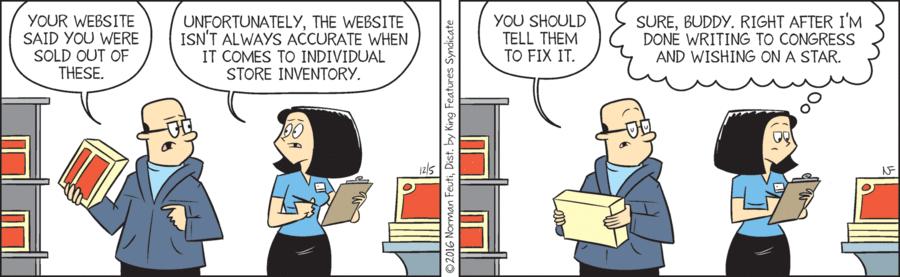 YOUR WEBSITE
SAID YOU WERE
SOLD OUT OF
THESE.
UNFORTUNATELY, THE WEBSITE
ISN'T ALWAYS ACCURATE WHEN
IT COMES TO INDIVIDUAL
STORE INVENTORY.
12/5
©2016 Norman Feuti, Dist. by King Features Syndicate
YOU SHOULD
TELL THEM
TO FIX IT.
SURE, BUDDY. RIGHT AFTER I'M
DONE WRITING TO CONGRESS
AND WISHING ON A STAR.
NF